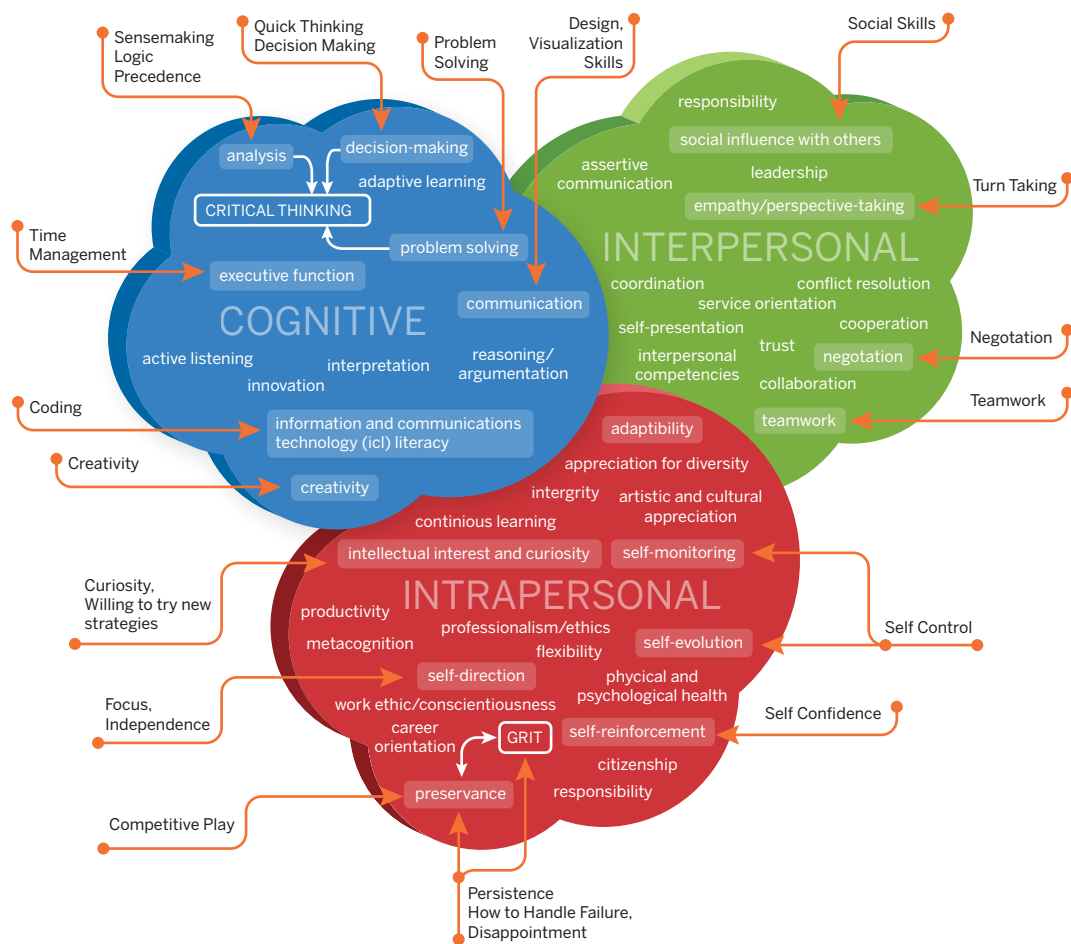 Sensemaking
Logic
Precedence
Quick Thinking
Decision Making
Problem
Solving
Design,
Visualization
Skills
Social Skills
analysis
decision-making
adaptive learning
CRITICAL THINKING
problem solving
Time
Management
executive function
communication
COGNITIVE
active listening
interpretation
reasoning/
argumentation
innovation
Coding
information and communications
technology (icl) literacy
Creativity
creativity
responsibility
social influence with others
assertive
communication
leadership
empathy/perspective-taking
Turn Taking
INTERPERSONAL
coordination
conflict resolution
service orientation
self-presentation
cooperation
trust
interpersonal
competencies
negotation
Negotation
collaboration
teamwork
Teamwork
adaptibility
appreciation for diversity
intergrity
artistic and cultural
appreciation
continious learning
intellectual interest and curiosity
self-monitoring
Curiosity,
Willing to try new
strategies
INTRAPERSONAL
productivity
professionalism/ethics
metacognition
flexibility
self-evolution
Self Control
self-direction
phycical and
psychological health
Focus,
Independence
work ethic/conscientiousness
career
orientation
GRIT
self-reinforcement
Self Confidence
citizenship
preservance
responsibility
Competitive Play
Persistence
How to Handle Failure,
Disappointment